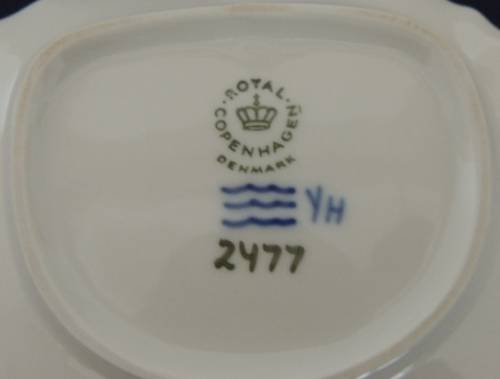 ROYAL
COPENHAGEN
DENMARK
YH
2477